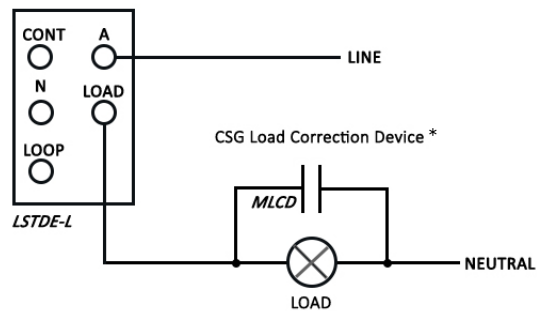 CONT A
LINE
N
LOAD
LOOP
CSG Load Correction Device *
MLCD
LSTDE-L
NEUTRAL
LOAD